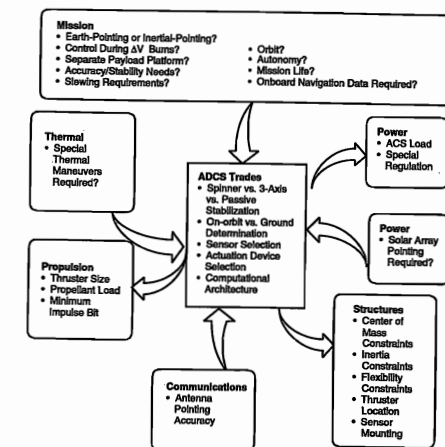 Mission
• Earth-Pointing or Inertial-Pointing?
• Control During ΔV Burns?
• Separate Payload Platform?
• Accuracy/Stability Needs?
• Slewing Requirements?
• Orbit?
• Autonomy?
• Mission Life?
• Onboard Navigation Data Required?
Thermal
• Special
Thermal
Maneuvers
Required?
ADCS Trades
• Spinner vs. 3-Axis
vs. Passive
Stabilization
• On-orbit vs. Ground
Determination
• Sensor Selection
• Actuation Device
Selection
• Computational
Architecture
Power
• ACS Load
• Special
Regulation
Power
• Solar Array
Pointing
Required?
Propulsion
• Thruster Size
• Propellant Load
• Minimum
Impulse Bit
Communications
• Antenna
Pointing
Accuracy
Structures
• Center of
Mass
Constraints
• Inertia
Constraints
• Flexibility
Constraints
• Thruster
Location
• Sensor
Mounting